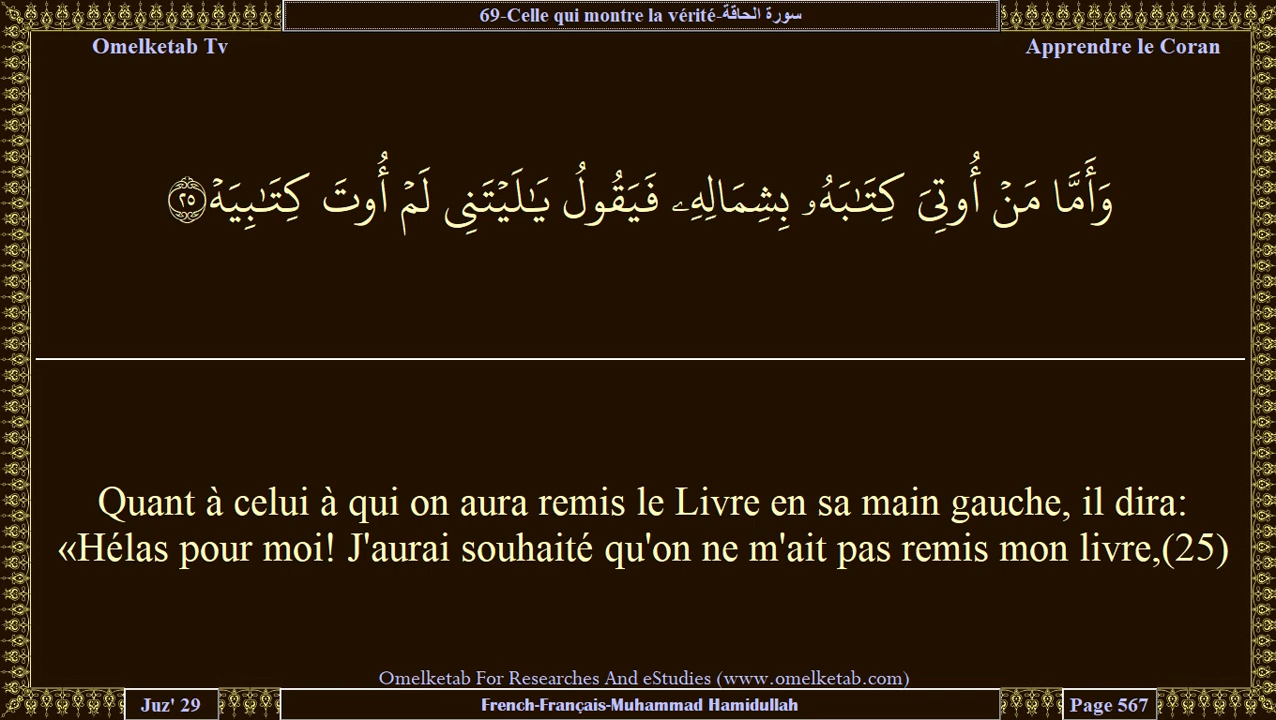 69-Celle qui montre la vérité-سورة الحاقة
Omelketab Tv
Apprendre le Coran
وَأَمَّا مَنۡ أُوتِيَ كِتَٰبَهُۥ بِشِمَالِهِۦ فَيَقُولُ يَٰلَيۡتَنِي لَمۡ أُوتَ كِتَٰبِيَهۡ ٢٥
Quant à celui à qui on aura remis le Livre en sa main gauche, il dira:
«Hélas pour moi! J'aurai souhaité qu'on ne m'ait pas remis mon livre,(25)
Omelketab For Researches And eStudies (www.omelketab.com)
Juz' 29
French-Français-Muhammad Hamidullah
Page 567